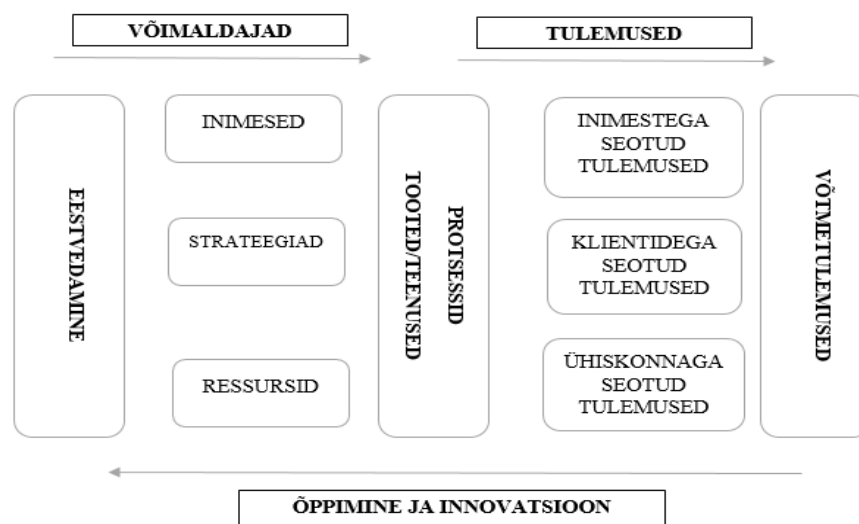 VÕIMALDAJAD
TULEMUSED
EESTVEDAMINE
INIMESED
STRATEEGIAD
RESSURSID
PROTSESSID
TOOTED/TEENUSED
INIMESTEGA
SEOTUD
TULEMUSED
KLIENTIDEGA
SEOTUD
TULEMUSED
ÜHISKONNAGA
SEOTUD
TULEMUSED
VÕTMETULEMUSED
ÕPPIMINE JA INNOVATSIOON